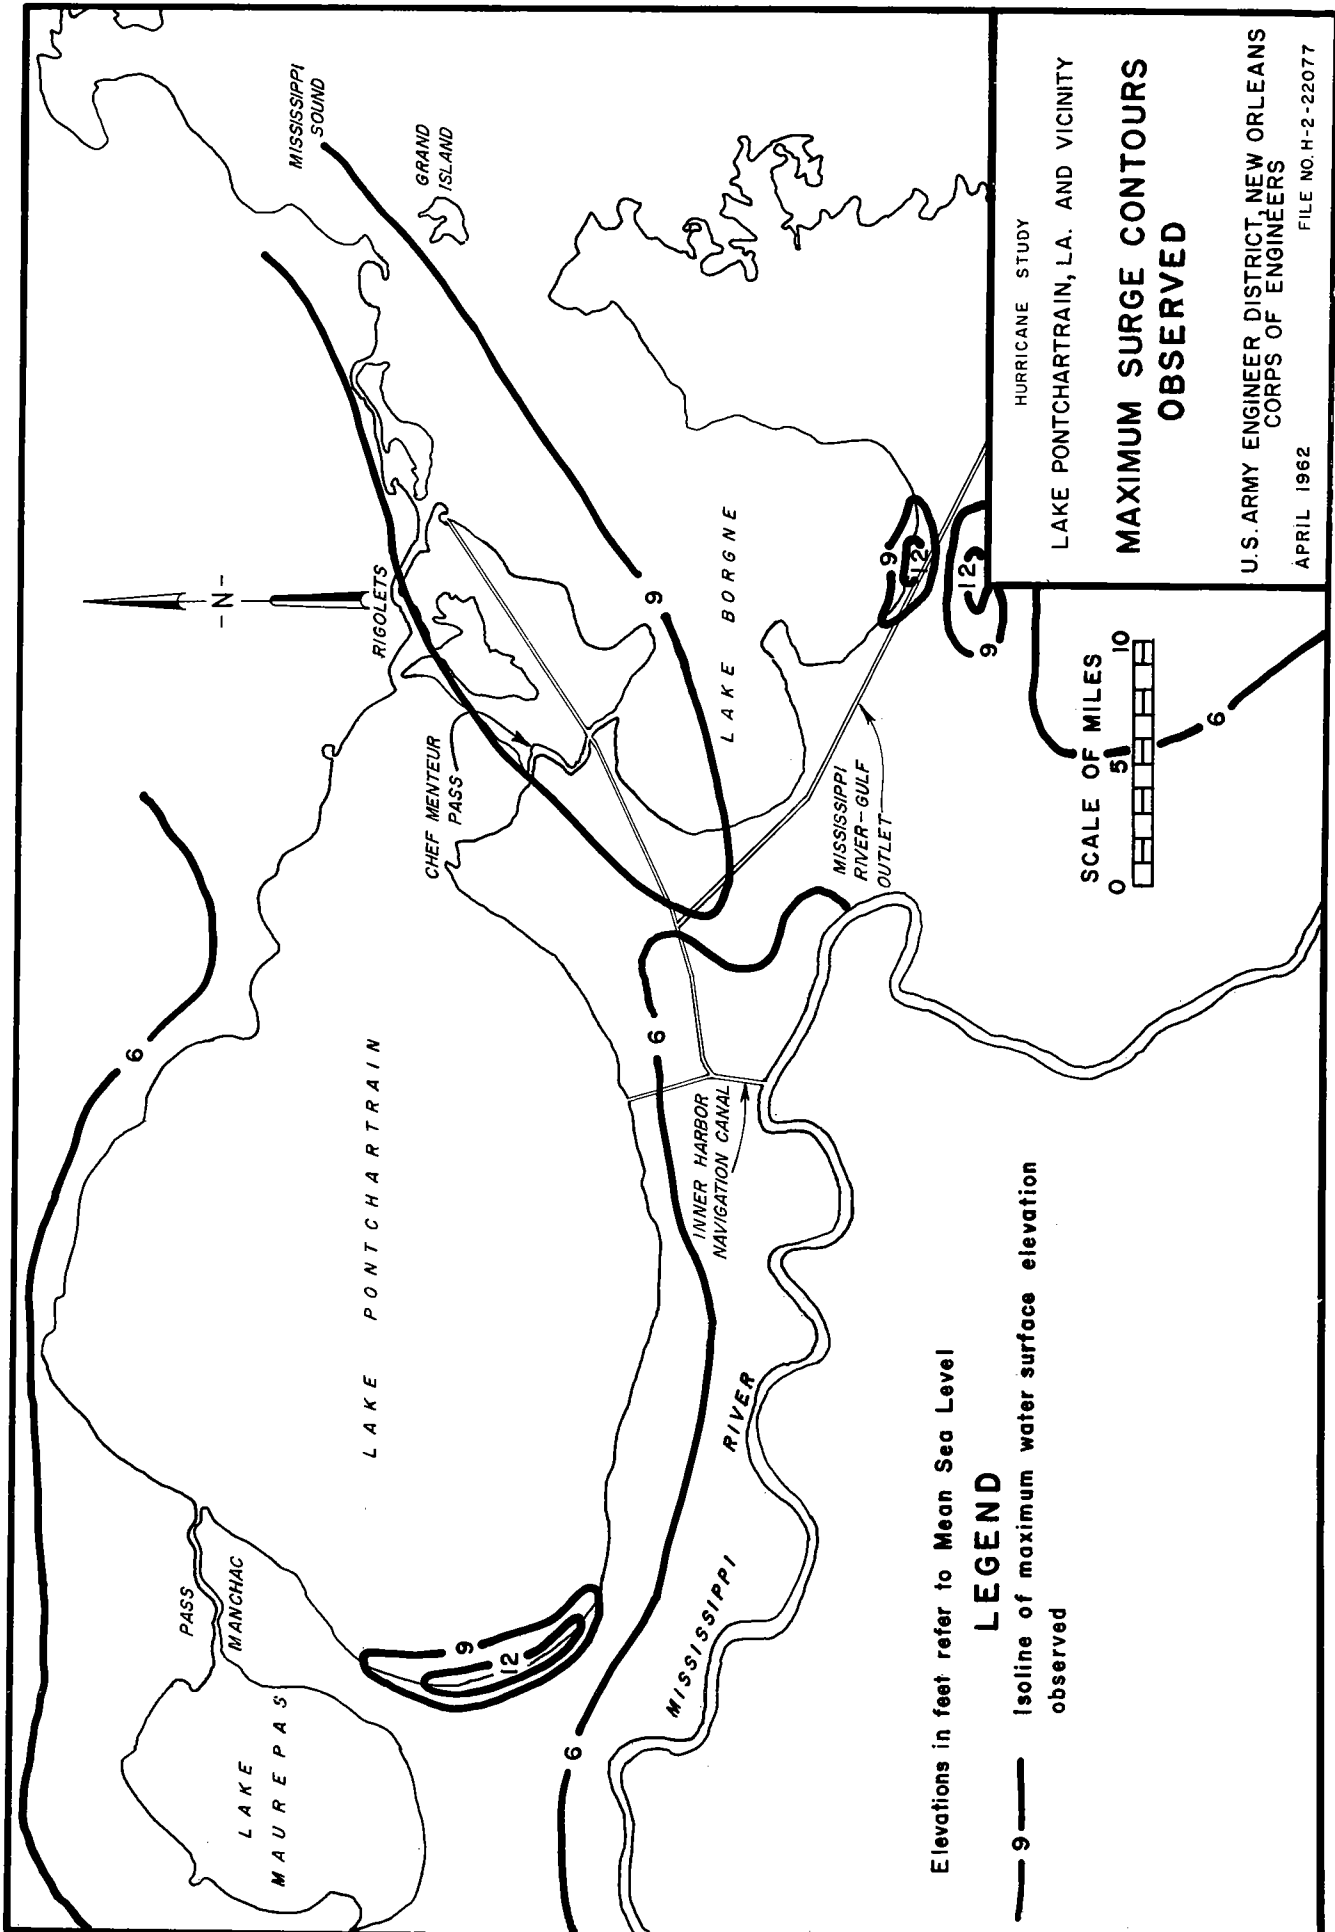 MISSISSIPPI
SOUND
GRAND
ISLAND
-N-
RIGOLETS
CHEF MENTEUR
PASS
9
LAKE BORGNE
9
12
12
9
6
LAKE PONTCHARTRAIN
6
INNER HARBOR
NAVIGATION CANAL
MISSISSIPPI
RIVER-GULF
OUTLET
PASS
MANCHAC
LAKE
MAUREPAS
9
12
6
MISSISSIPPI RIVER
6
SCALE OF MILES
0 5 10
Elevations in feet refer to Mean Sea Level
LEGEND
9 Isoline of maximum water surface elevation
observed
HURRICANE STUDY
LAKE PONTCHARTRAIN, LA. AND VICINITY
MAXIMUM SURGE CONTOURS
OBSERVED
U.S. ARMY ENGINEER DISTRICT, NEW ORLEANS
CORPS OF ENGINEERS
APRIL 1962 FILE NO. H-2-22077